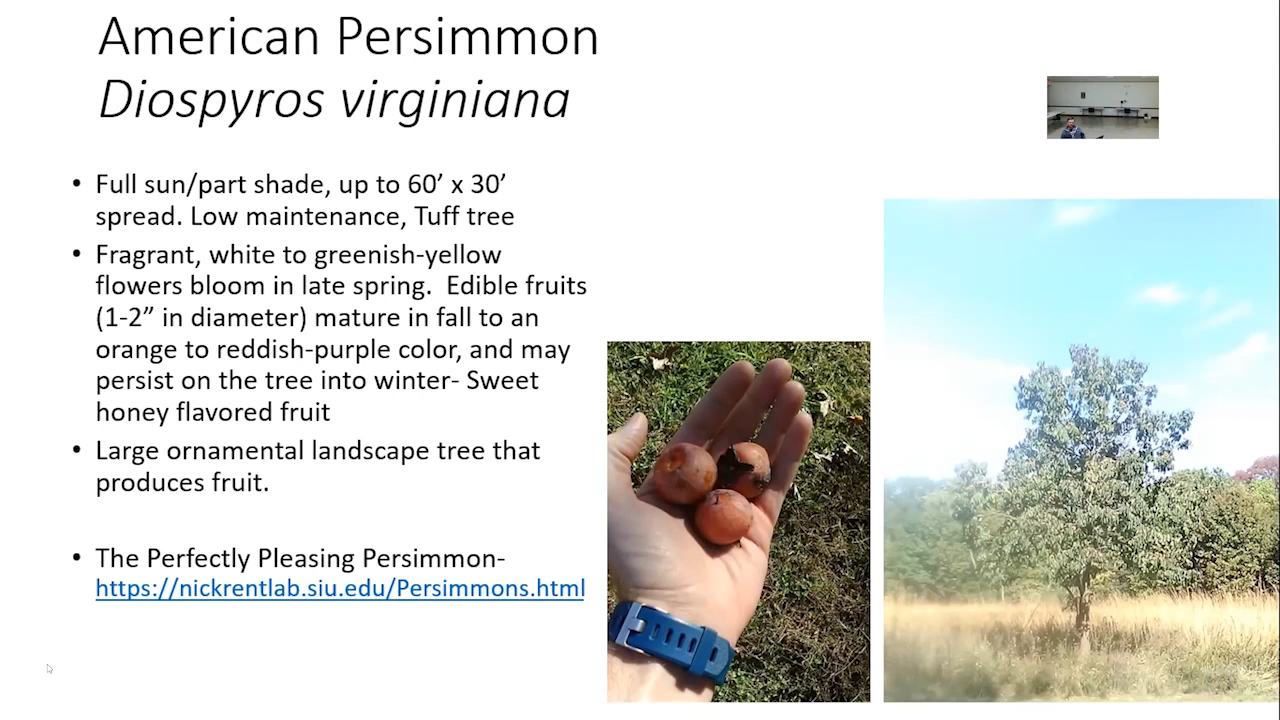 American Persimmon
Diospyros virginiana
• Full sun/part shade, up to 60’ x 30’
spread. Low maintenance, Tuff tree
• Fragrant, white to greenish-yellow
flowers bloom in late spring.  Edible fruits
(1-2” in diameter) mature in fall to an
orange to reddish-purple color, and may
persist on the tree into winter- Sweet
honey flavored fruit
• Large ornamental landscape tree that
produces fruit.
• The Perfectly Pleasing Persimmon-
https://nickrentlab.siu.edu/Persimmons.html